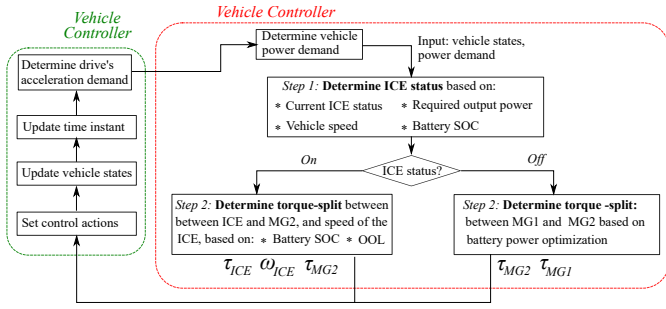 Vehicle Controller
Vehicle
Controller
Determine vehicle
power demand
Input: vehicle states,
power demand
Determine drive's
acceleration demand
Step 1: Determine ICE status based on:
* Current ICE status * Required output power
* Vehicle speed * Battery SOC
Update time instant
On
ICE status?
Off
Update vehicle states
Step 2: Determine torque-split between
between ICE and MG2, and speed of the
ICE, based on: * Battery SOC * OOL
Step 2: Determine torque -split:
between MG1 and MG2 based on
battery power optimization
Set control actions
τICE ωICE τMG2
τMG2 τMG1